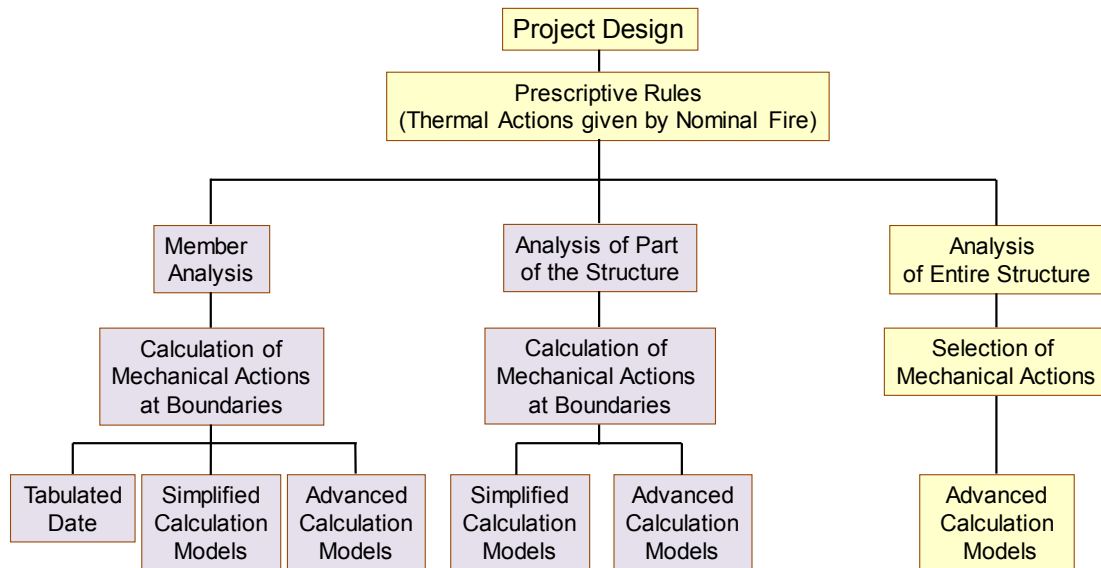 Project Design
Prescriptive Rules
(Thermal Actions given by Nominal Fire)
Member
Analysis
Analysis of Part
of the Structure
Analysis
of Entire Structure
Calculation of
Mechanical Actions
at Boundaries
Calculation of
Mechanical Actions
at Boundaries
Selection of
Mechanical Actions
Tabulated
Date
Simplified
Calculation
Models
Advanced
Calculation
Models
Simplified
Calculation
Models
Advanced
Calculation
Models
Advanced
Calculation
Models